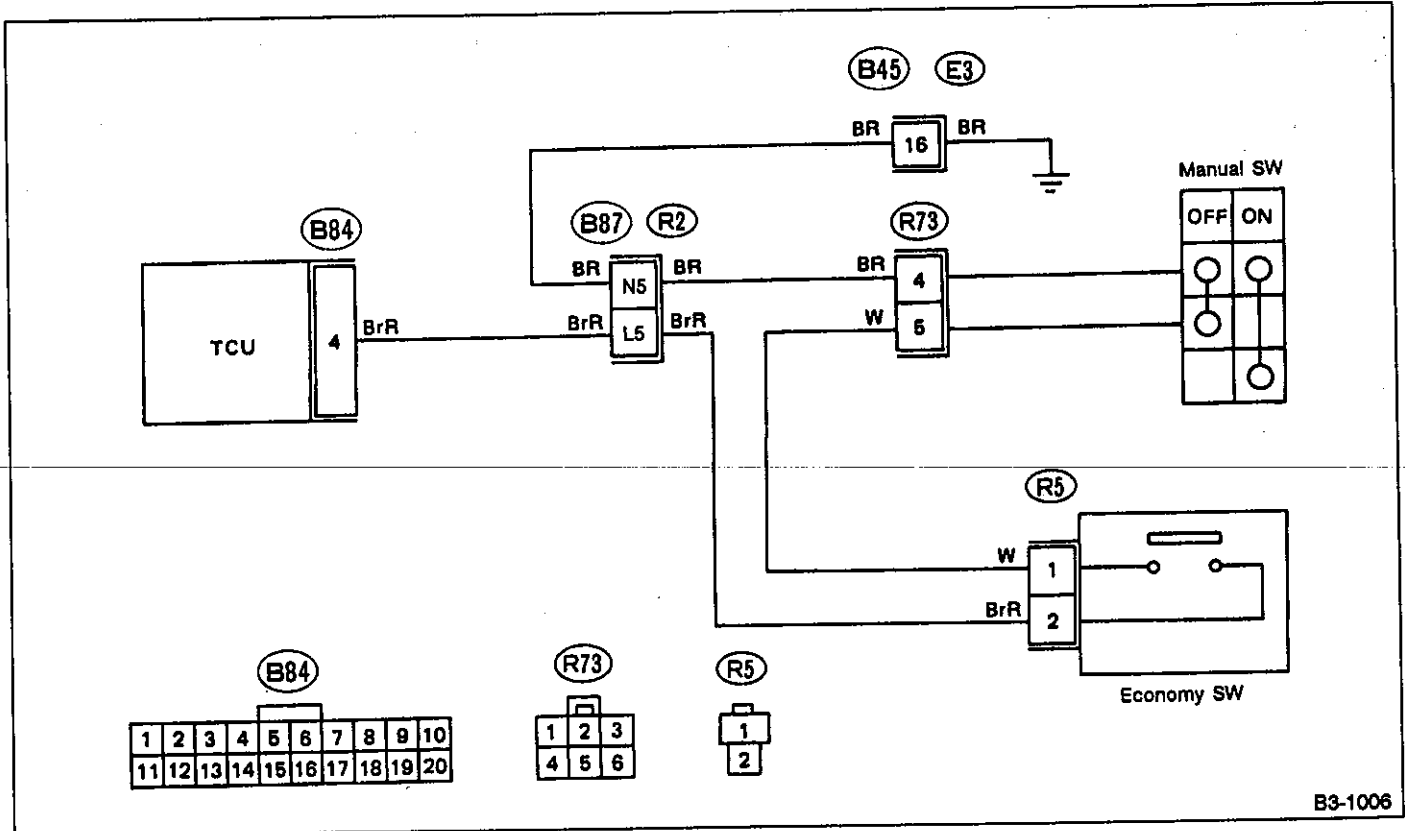 B45 E3
BR 16 BR
Manual SW
OFF ON
B84
B87 R2
R73
BR N5 BR
BR 4
TCU 4 BrR
BrR L5 BrR
W 5
R5
W 1
BrR 2
Economy SW
B84
R73
R5
1 2 3 4 5 6 7 8 9 10
11 12 13 14 15 16 17 18 19 20
1 2 3
4 5 6
1
2
B3-1006